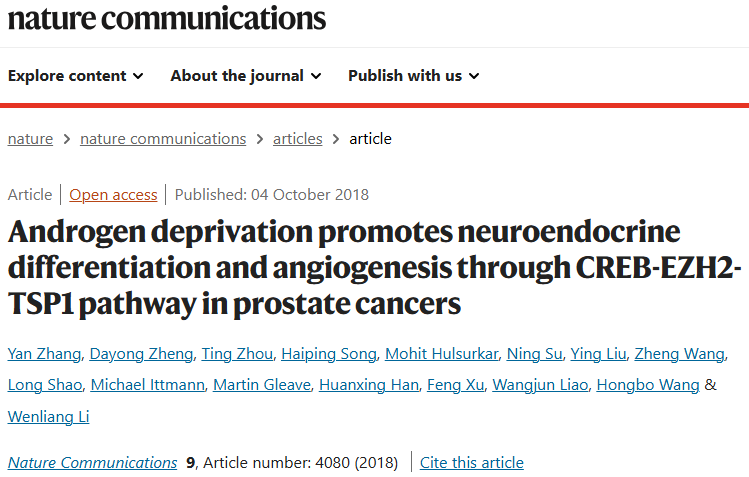 nature communications
Explore content About the journal Publish with us
nature > nature communications > articles > article
Article | Open access | Published: 04 October 2018
Androgen deprivation promotes neuroendocrine
differentiation and angiogenesis through CREB-EZH2-
TSP1 pathway in prostate cancers
Yan Zhang, Dayong Zheng, Ting Zhou, Haiping Song, Mohit Hulsurkar, Ning Su, Ying Liu, Zheng Wang,
Long Shao, Michael Ittmann, Martin Gleave, Huanxing Han, Feng Xu, Wangjun Liao, Hongbo Wang &
Wenliang Li
Nature Communications 9, Article number: 4080 (2018) | Cite this article